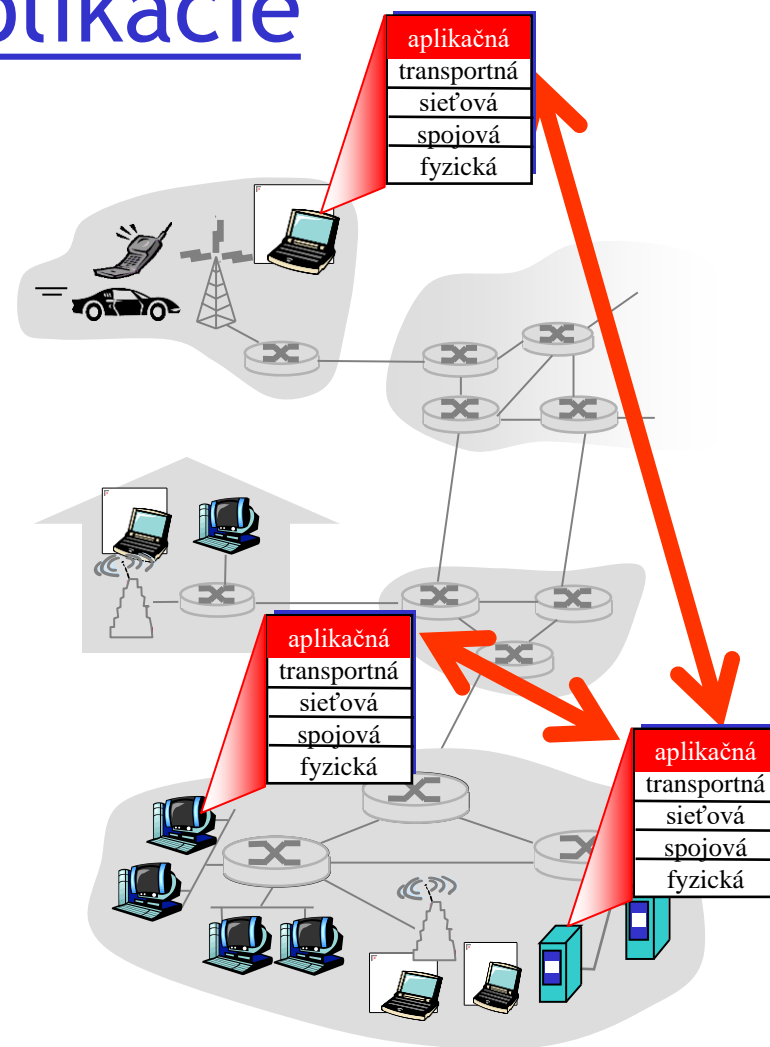 plikácie
aplikačná
transportná
sieťová
spojová
fyzická
aplikačná
transportná
sieťová
spojová
fyzická
aplikačná
transportná
sieťová
spojová
fyzická